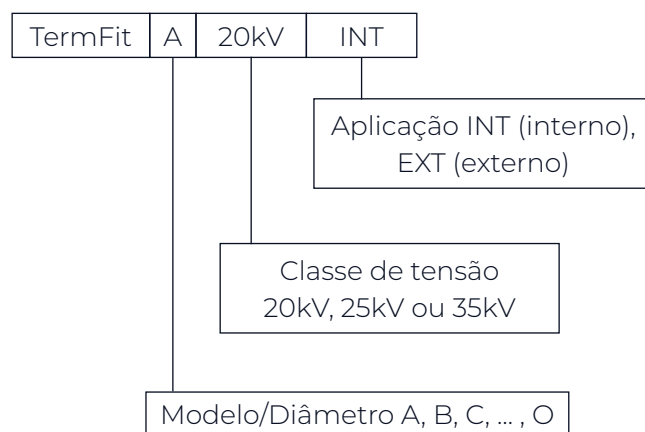 TermFit A 20kV INT
Aplicação INT (interno),
EXT (externo)
Classe de tensão
20kV, 25kV ou 35kV
Modelo/Diâmetro A, B, C, ... , O